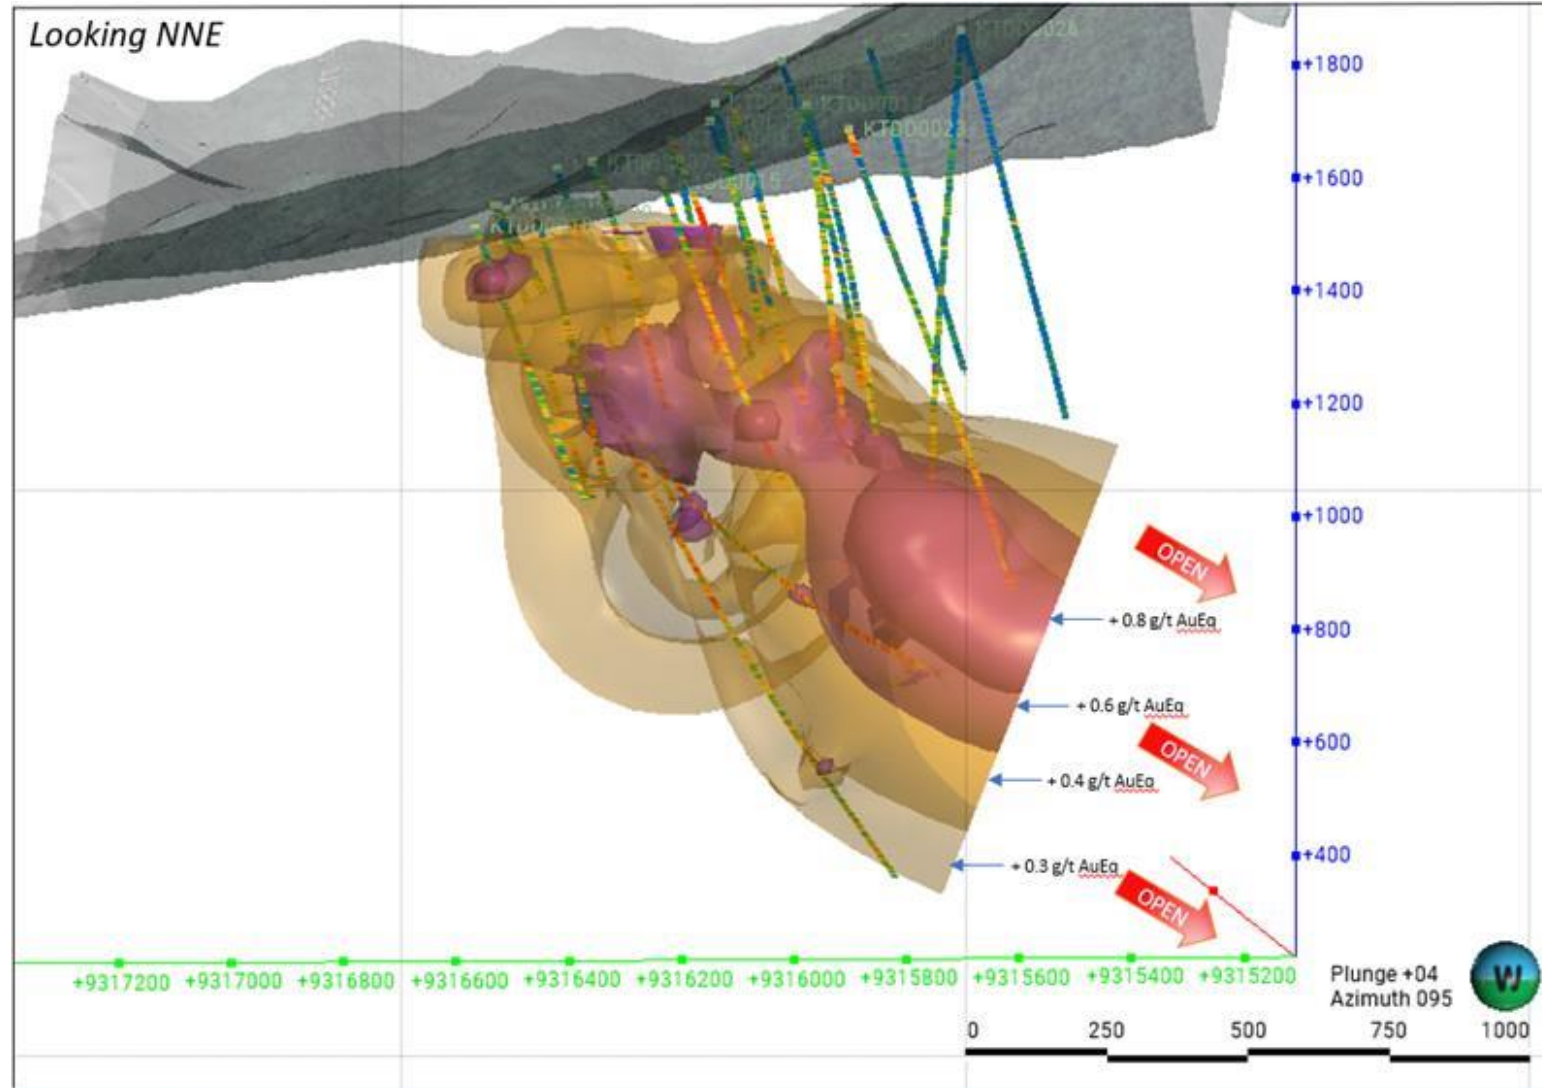 Looking NNE
+1800
+1600
+1400
+1200
+1000
+800
+600
+400
+ 0.8 g/t AuEq
+ 0.6 g/t AuEq
+ 0.4 g/t AuEq
+ 0.3 g/t AuEq
OPEN
OPEN
OPEN
+9317200 +9317000 +9316800 +9316600 +9316400 +9316200 +9316000 +9315800 +9315600 +9315400 +9315200
Plunge +04
Azimuth 095
0 250 500 750 1000